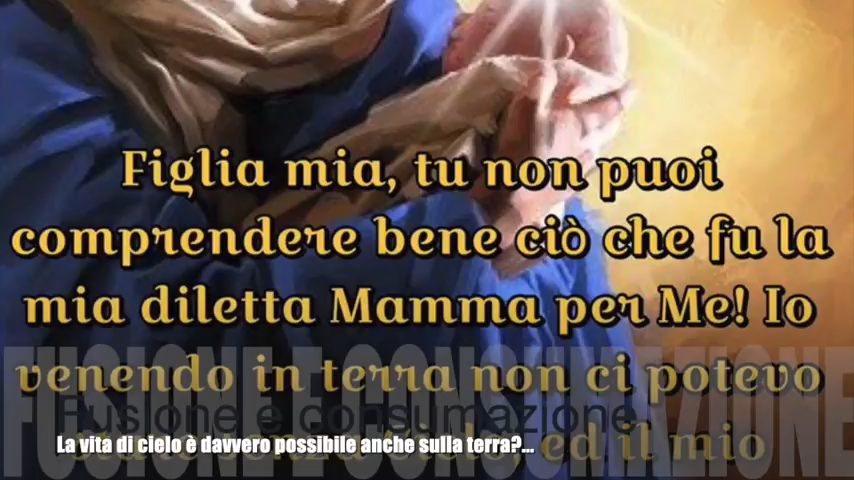 Figlia mia, tu non puoi
comprendere bene ciò che fu la
mia diletta Mamma per Me! Io
venendo in terra non ci potevo
ed il mio
FUSIONE E CONSUMAZIONE
Fusione e consumazione
La vita di cielo è davvero possibile anche sulla terra?...